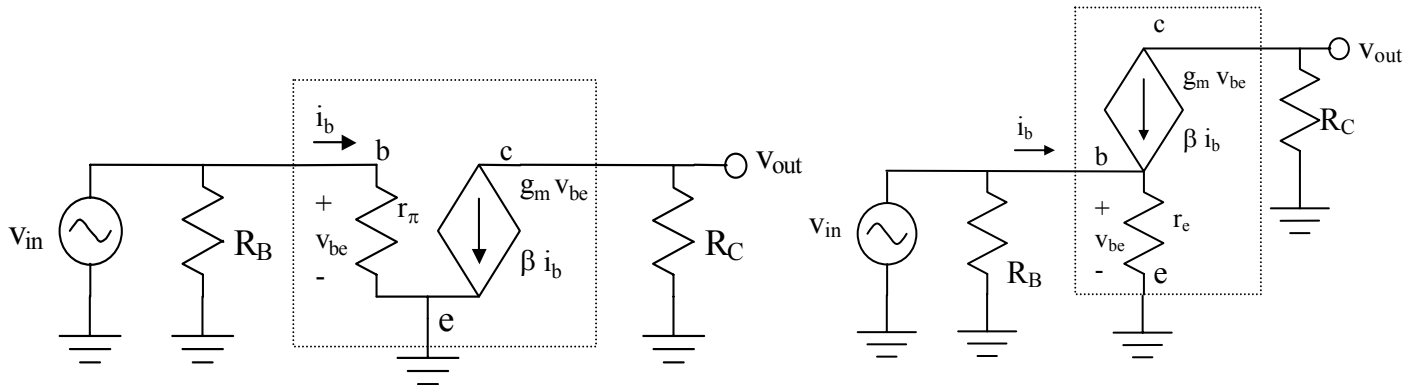 i_b
b
c
v_out
g_m v_be
+
r_π
v_in
R_B
v_be
β i_b
R_C
-
e
c
v_out
g_m v_be
R_C
i_b
β i_b
b
+
r_e
v_in
v_be
R_B
-
e